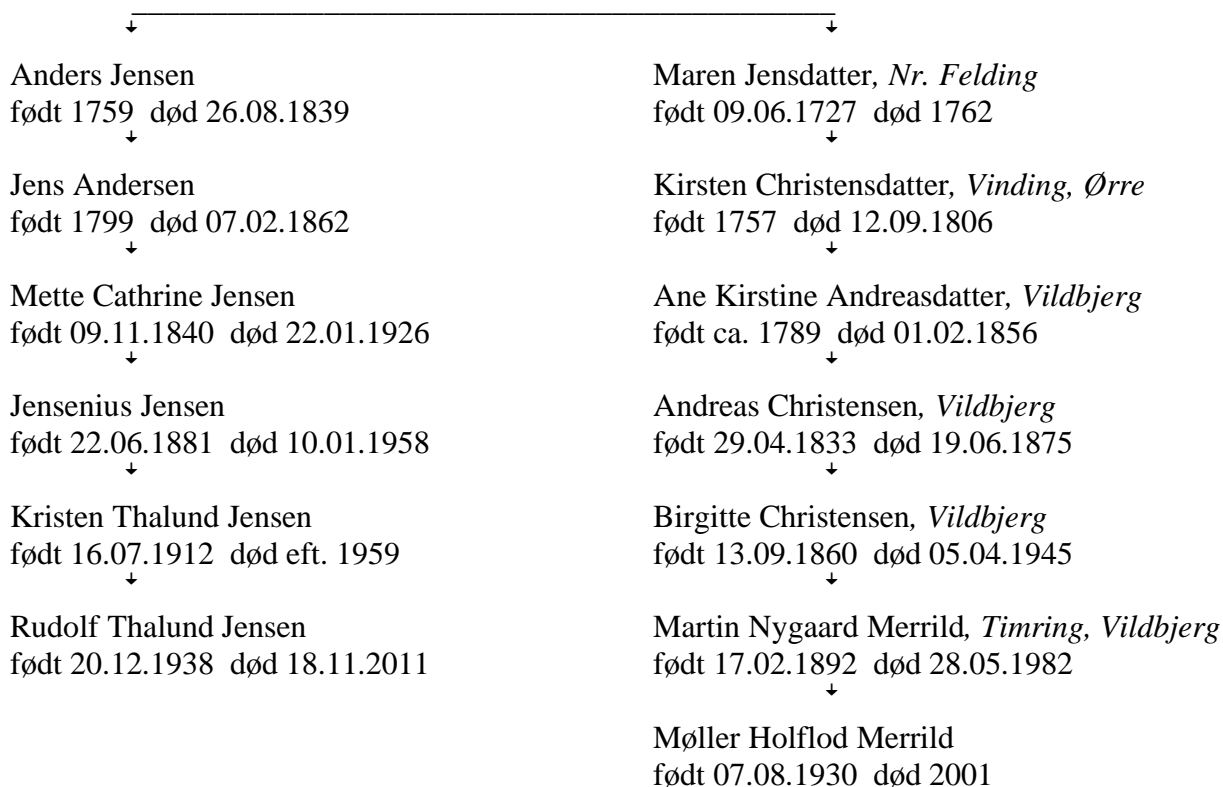 Anders Jensen
født 1759  død 26.08.1839
Jens Andersen
født 1799  død 07.02.1862
Mette Cathrine Jensen
født 09.11.1840  død 22.01.1926
Jensenius Jensen
født 22.06.1881  død 10.01.1958
Kristen Thalund Jensen
født 16.07.1912  død eft. 1959
Rudolf Thalund Jensen
født 20.12.1938  død 18.11.2011
Maren Jensdatter, Nr. Felding
født 09.06.1727  død 1762
Kirsten Christensdatter, Vinding, Ørre
født 1757  død 12.09.1806
Ane Kirstine Andreasdatter, Vildbjerg
født ca. 1789  død 01.02.1856
Andreas Christensen, Vildbjerg
født 29.04.1833  død 19.06.1875
Birgitte Christensen, Vildbjerg
født 13.09.1860  død 05.04.1945
Martin Nygaard Merrild, Timring, Vildbjerg
født 17.02.1892  død 28.05.1982
Møller Holflod Merrild
født 07.08.1930  død 2001